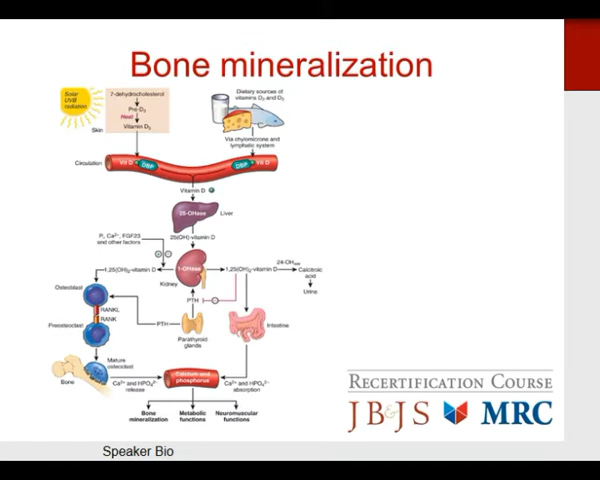 Bone mineralization
Solar
UVB
radiation
7-dehydrocholesterol
Pre-D₃
Heat
Vitamin D₃
Skin
Dietary sources of
vitamins D₂ and D₃
Via chylomicrons and
lymphatic system
Circulation
Vit D
DBP
DBP
Vit D
Vitamin D
25-OHase
Liver
25(OH)-vitamin D
Pᵢ, Ca²⁺, FGF23
and other factors
1,25(OH)₂-vitamin D
1-OHase
1,25(OH)₂-vitamin D
24-OHase
Calcitroic
acid
Urine
Kidney
PTH
Osteoblast
RANKL
RANK
Preosteoclast
PTH
Parathyroid
glands
Intestine
Mature
osteoclast
Bone
Ca²⁺ and HPO₄²⁻
release
Calcium and
phosphorus
Ca²⁺ and HPO₄²⁻
absorption
Bone
mineralization
Metabolic
functions
Neuromuscular
functions
RECERTIFICATION COURSE
JB&JS MRC
Speaker Bio